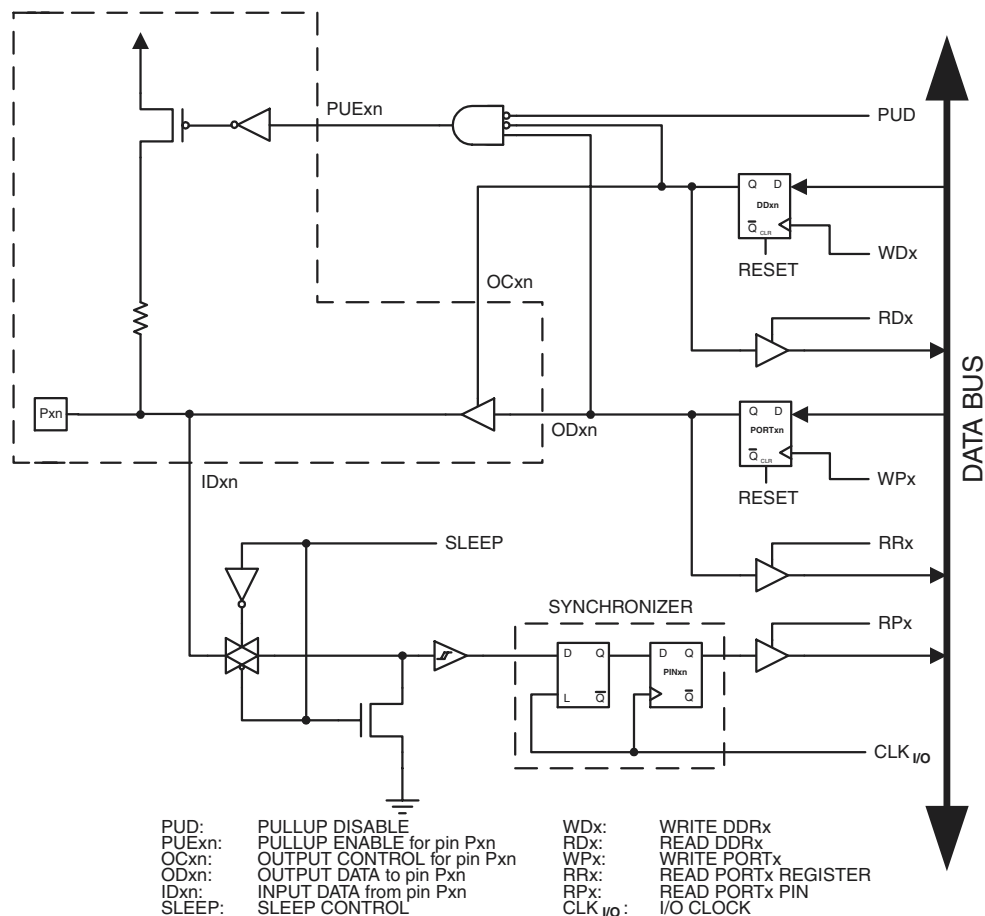 PUExn
PUD
Q D
DDxn
Q CLR
WDx
RESET
OCxn
RDx
Pxn
ODxn
Q D
PORTxn
Q CLR
WPx
RESET
IDxn
DATA BUS
SLEEP
RRx
SYNCHRONIZER
RPx
D Q
L Q
D Q
PINxn
Q
CLK I/O
PUD: PULLUP DISABLE
PUExn: PULLUP ENABLE for pin Pxn
OCxn: OUTPUT CONTROL for pin Pxn
ODxn: OUTPUT DATA to pin Pxn
IDxn: INPUT DATA from pin Pxn
SLEEP: SLEEP CONTROL
WDx: WRITE DDRx
RDx: READ DDRx
WPx: WRITE PORTx
RRx: READ PORTx REGISTER
RPx: READ PORTx PIN
CLK I/O : I/O CLOCK